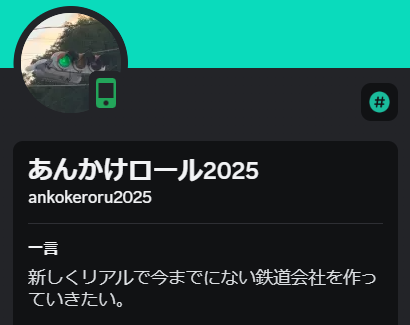 あんかけロール2025
ankokeroru2025
一言
新しくリアルで今までにない鉄道会社を作っ
ていきたい。